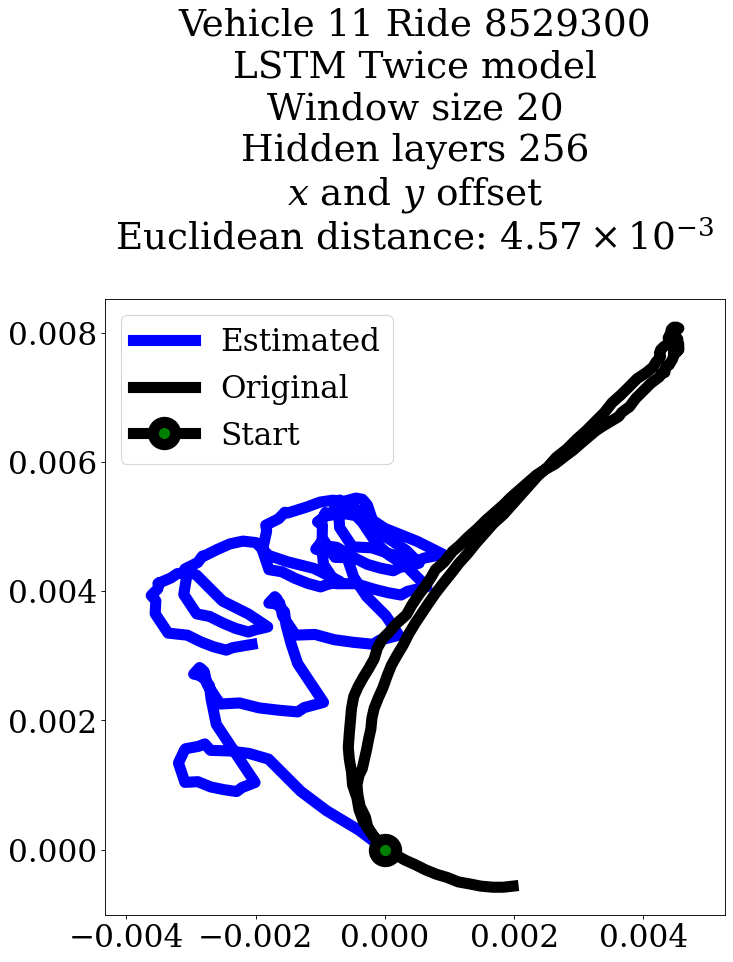 Vehicle 11 Ride 8529300
LSTM Twice model
Window size 20
Hidden layers 256
x and y offset
Euclidean distance: 4.57 × 10⁻³
Estimated
Original
Start
0.008
0.006
0.004
0.002
0.000
−0.004 −0.002 0.000 0.002 0.004